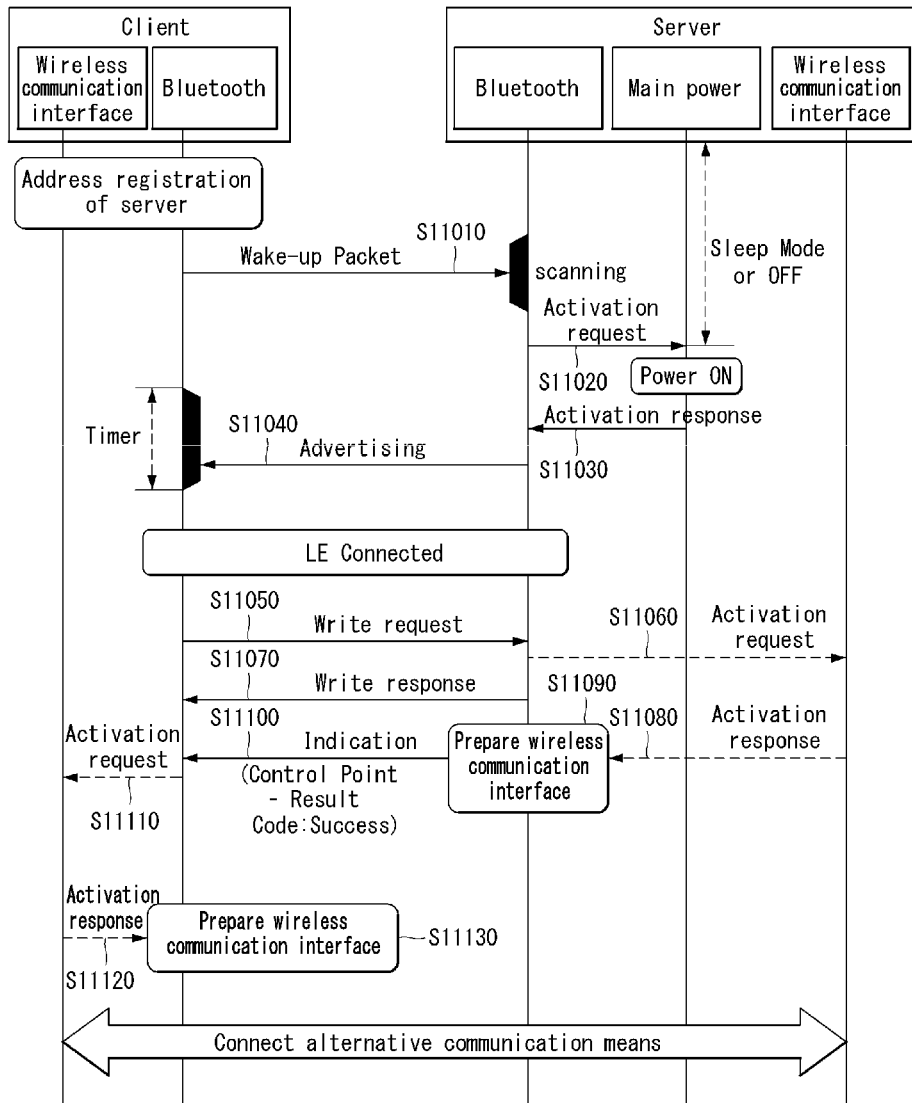 Client
Server
Wireless
communication
interface
Bluetooth
Bluetooth
Main power
Wireless
communication
interface
Address registration
of server
S11010
Wake-up Packet
scanning
Sleep Mode
or OFF
Activation
request
S11020
Power ON
Activation response
S11030
Timer
S11040
Advertising
LE Connected
S11050
Write request
S11060
Activation
request
S11070
Write response
S11090
S11100
S11080
Activation
response
Activation
request
Indication
(Control Point
- Result
Code:Success)
Prepare wireless
communication
interface
S11110
Activation
response
S11120
Prepare wireless
communication interface
S11130
Connect alternative communication means